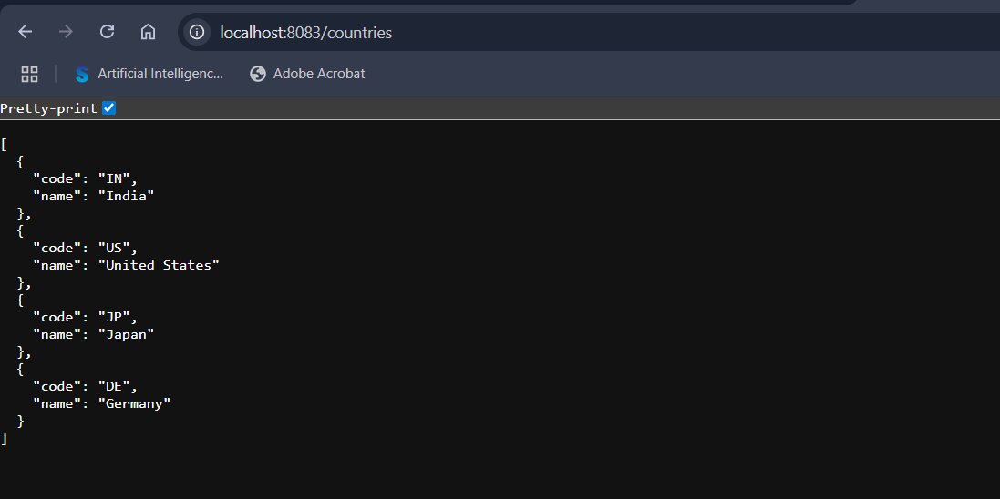 localhost:8083/countries
Artificial Intelligenc...
Adobe Acrobat
Pretty-print
[
  {
    "code": "IN",
    "name": "India"
  },
  {
    "code": "US",
    "name": "United States"
  },
  {
    "code": "JP",
    "name": "Japan"
  },
  {
    "code": "DE",
    "name": "Germany"
  }
]